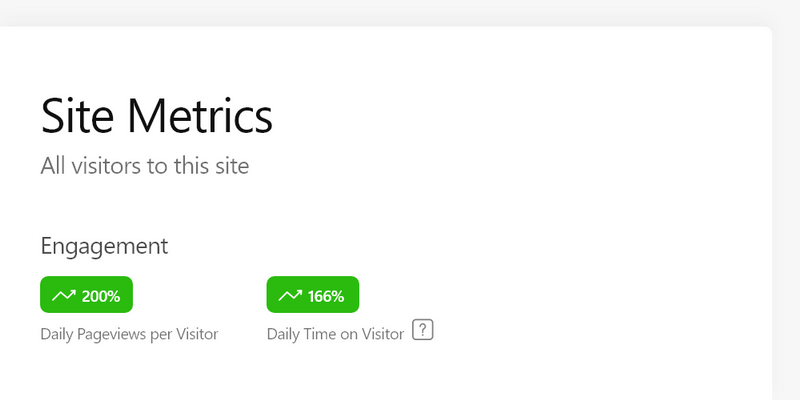 Site Metrics
All visitors to this site
Engagement
200% 166%
Daily Pageviews per Visitor Daily Time on Visitor ?